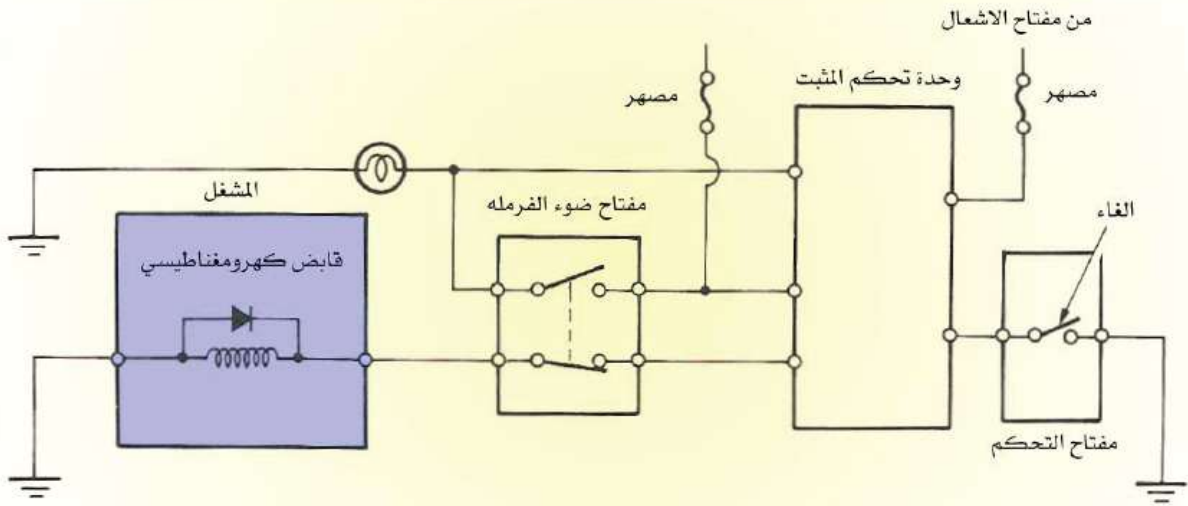 من مفتاح الاشعال
وحدة تحكم المثبت
مصهر
مصهر
المشغل
مفتاح ضوء الفرمله
الغاء
قابض كهرومغناطيسي
مفتاح التحكم